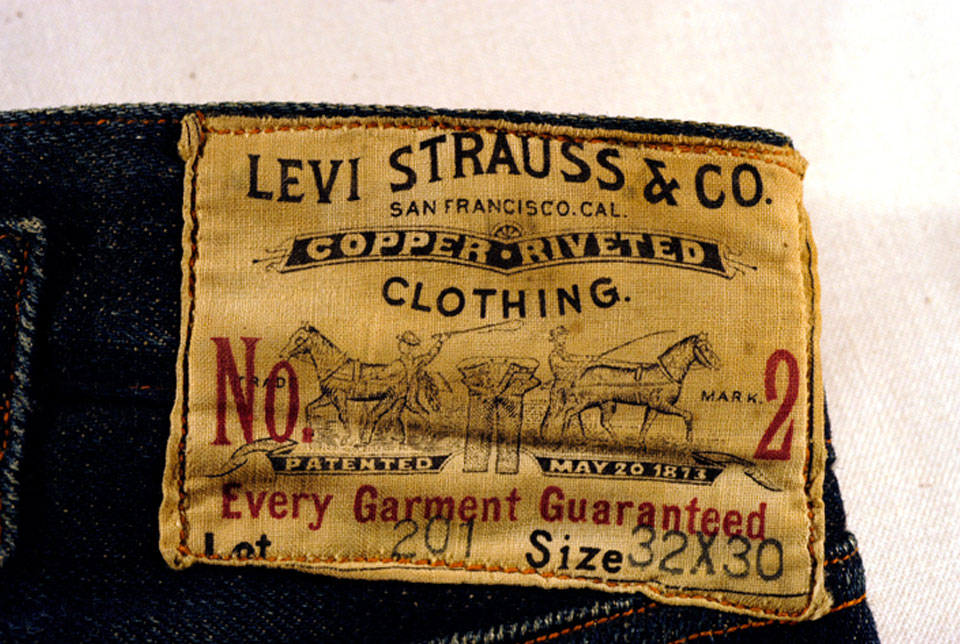 LEVI STRAUSS & CO.
SAN FRANCISCO. CAL.
COPPER-RIVETED
CLOTHING.
No. 2
TRAD MARK.
PATENTED MAY 20 1873
Every Garment Guaranteed
Lot 201 Size 32X30